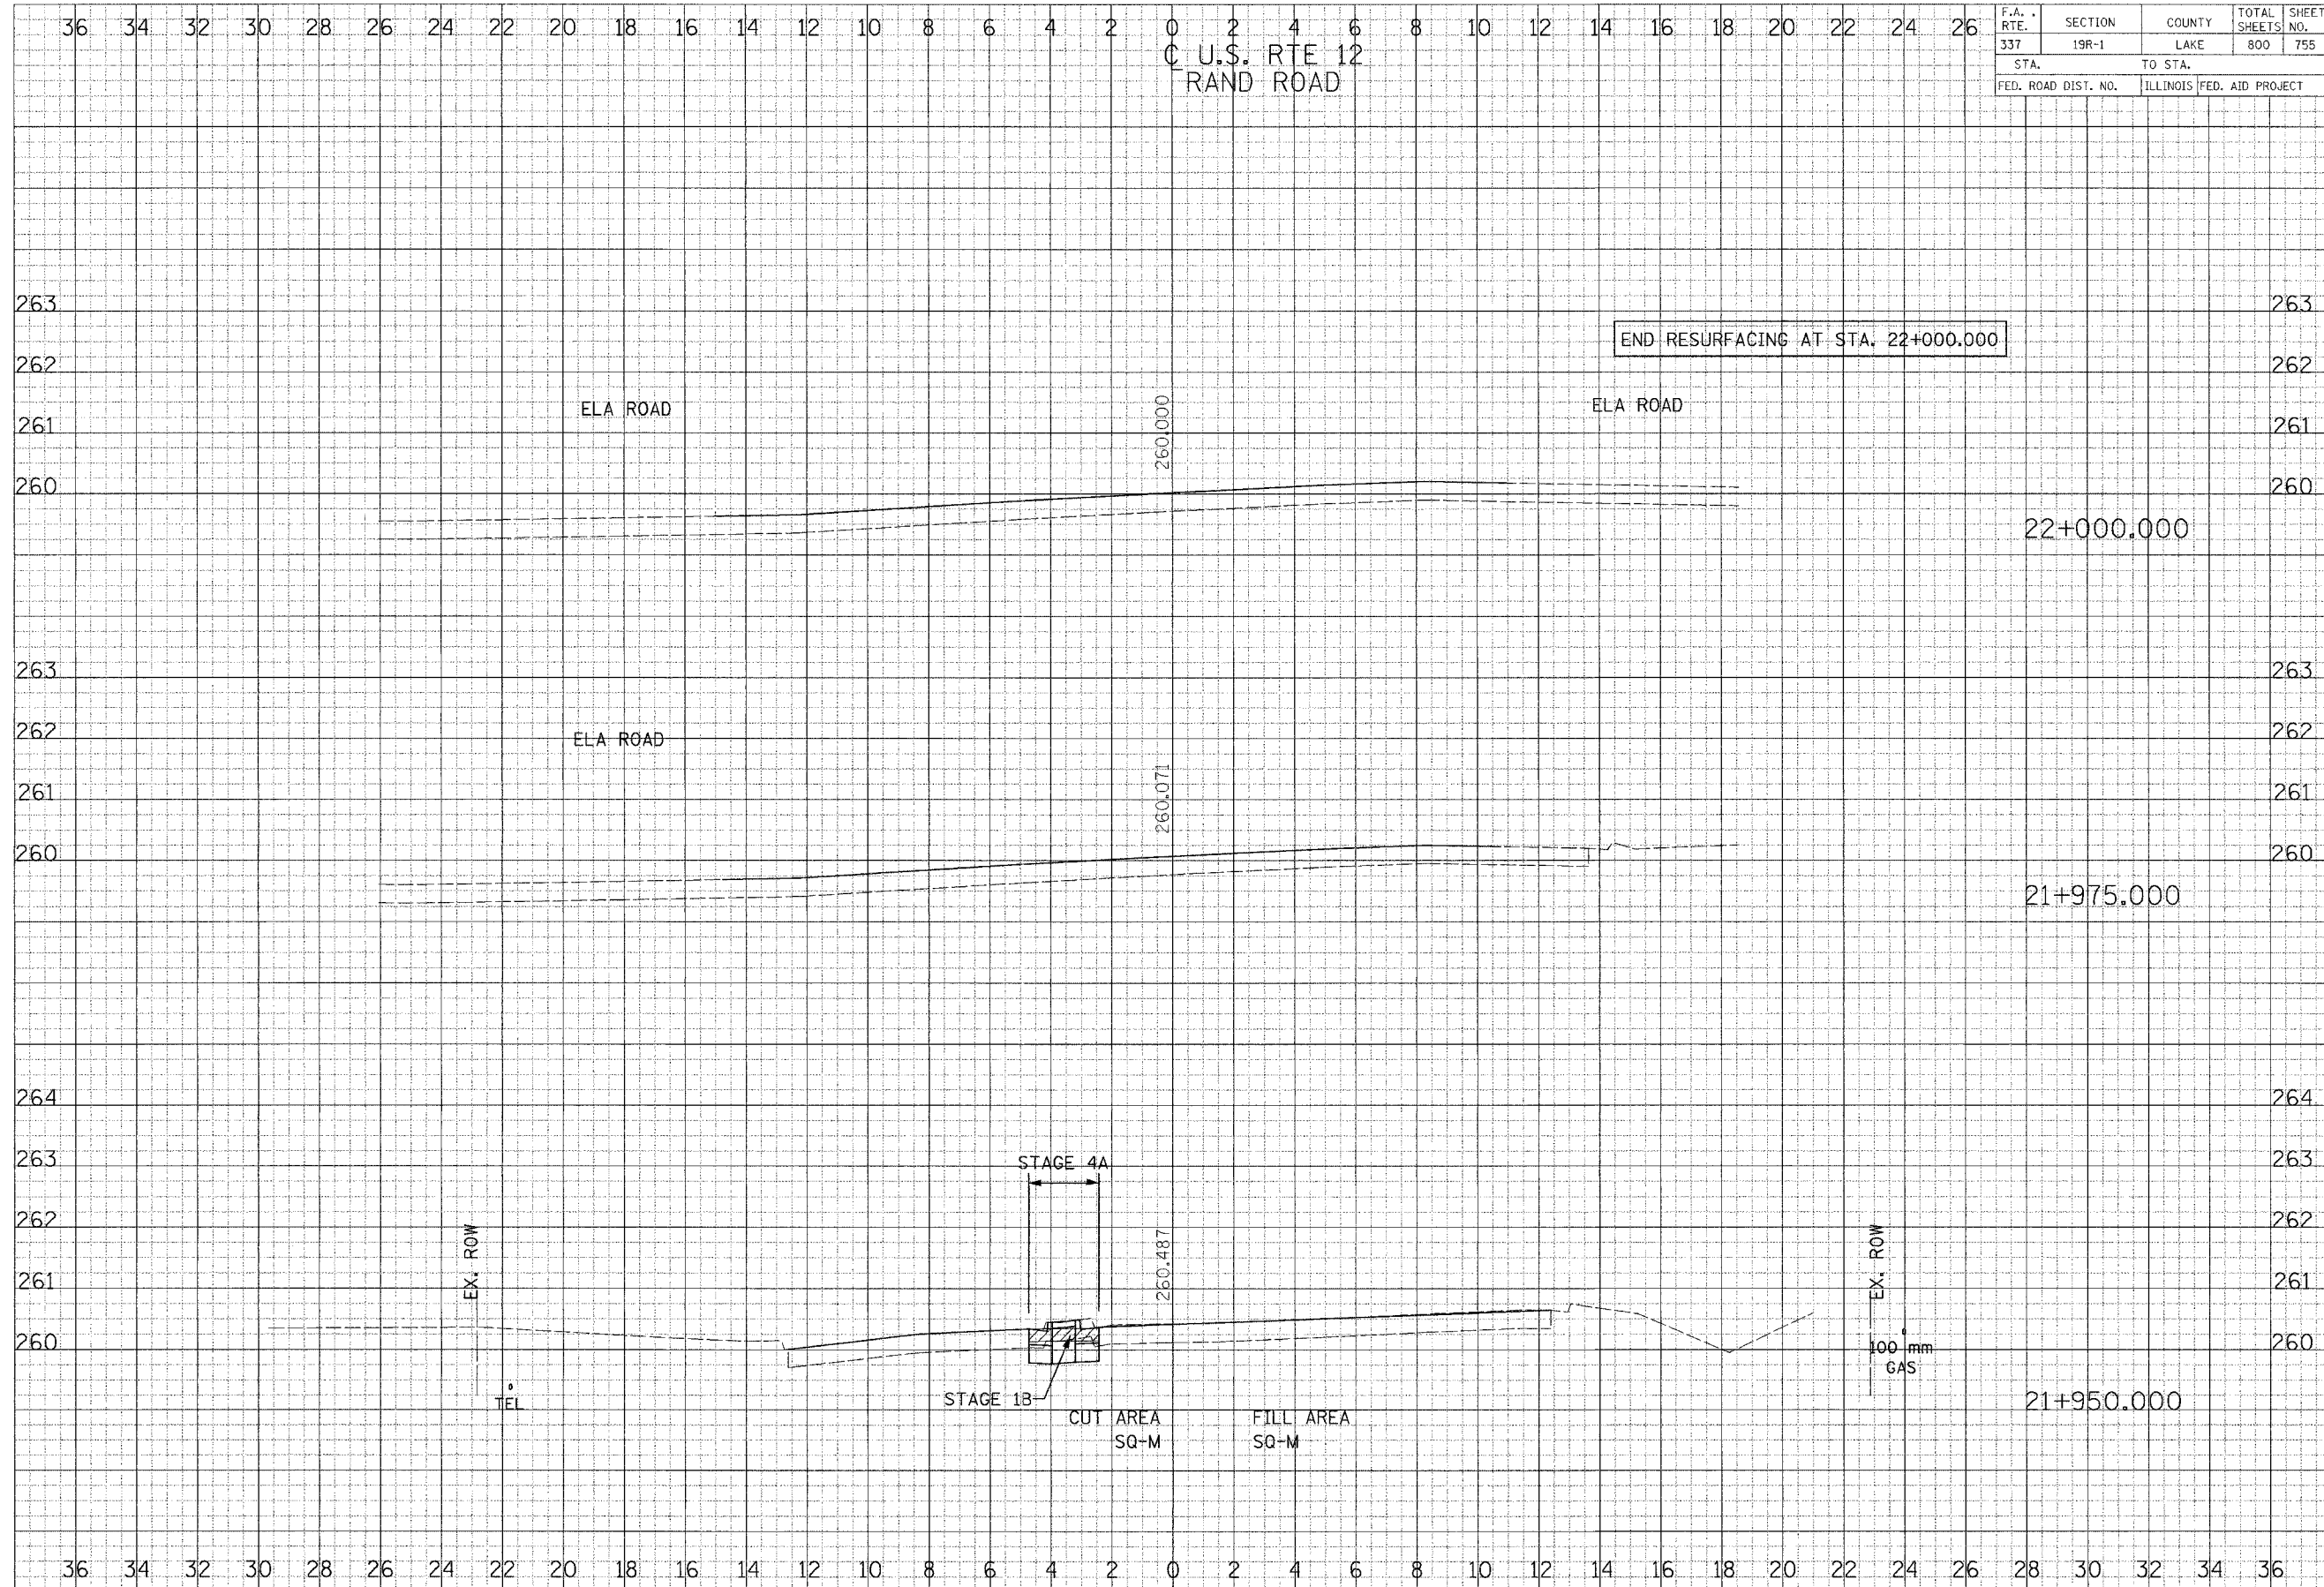 36 34 32 30 28 26 24 22 20 18 16 14 12 10 8 6 4 2 0 2 4 6 8 10 12 14 16 18 20 22 24 26
F.A. RTE. SECTION COUNTY TOTAL SHEETS SHEET NO.
337 19R-1 LAKE 800 755
STA. TO STA.
FED. ROAD DIST. NO. ILLINOIS FED. AID PROJECT
C U.S. RTE 12
RAND ROAD
263 263
END RESURFACING AT STA. 22+000.000
262 262
ELA ROAD 260.000 ELA ROAD
261 261
260 260
22+000.000
263 263
262 262
ELA ROAD
260.071
261 261
260 260
21+975.000
264 264
263 263
STAGE 4A
262 262
EX. ROW 260.487 EX. ROW
261 261
260 260
100 mm
GAS
TEL
STAGE 1B
21+950.000
CUT AREA FILL AREA
SQ-M SQ-M
36 34 32 30 28 26 24 22 20 18 16 14 12 10 8 6 4 2 0 2 4 6 8 10 12 14 16 18 20 22 24 26 28 30 32 34 36